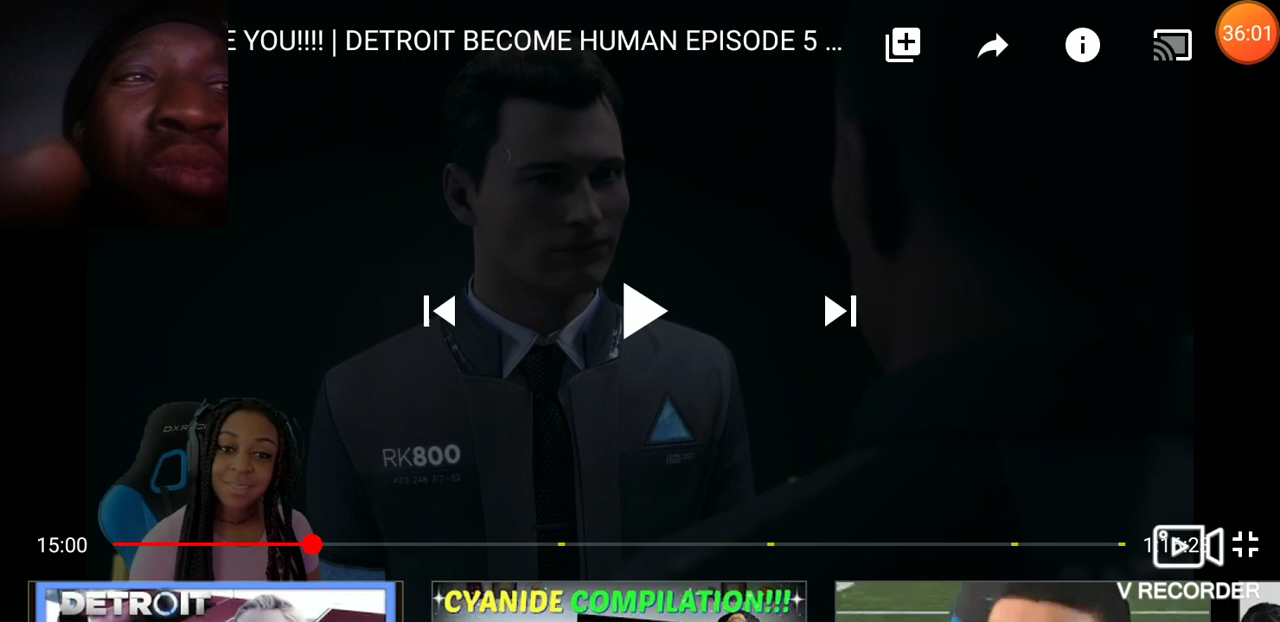 E YOU!!!! | DETROIT BECOME HUMAN EPISODE 5 ...
36:01
RK800
15:00
V RECORDER
DETROIT
CYANIDE COMPILATION!!!